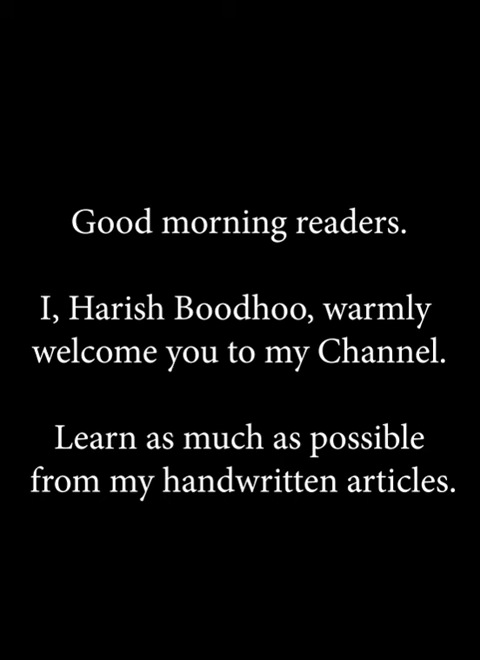 Good morning readers.
I, Harish Boodhoo, warmly
welcome you to my Channel.
Learn as much as possible
from my handwritten articles.